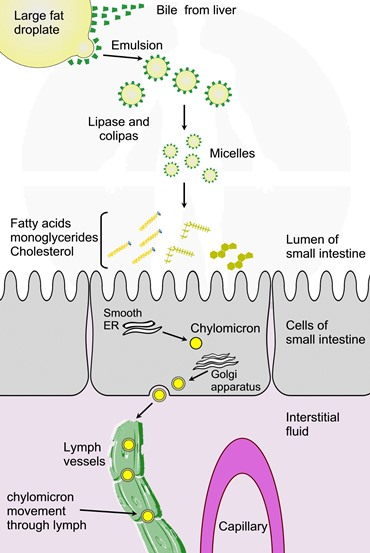 Large fat
droplate
Bile from liver
Emulsion
Lipase and
colipas
Micelles
Fatty acids
monoglycerides
Cholesterol
Lumen of
small intestine
Smooth
ER
Chylomicron
Cells of
small intestine
Golgi
apparatus
Interstitial
fluid
Lymph
vessels
chylomicron
movement
through lymph
Capillary